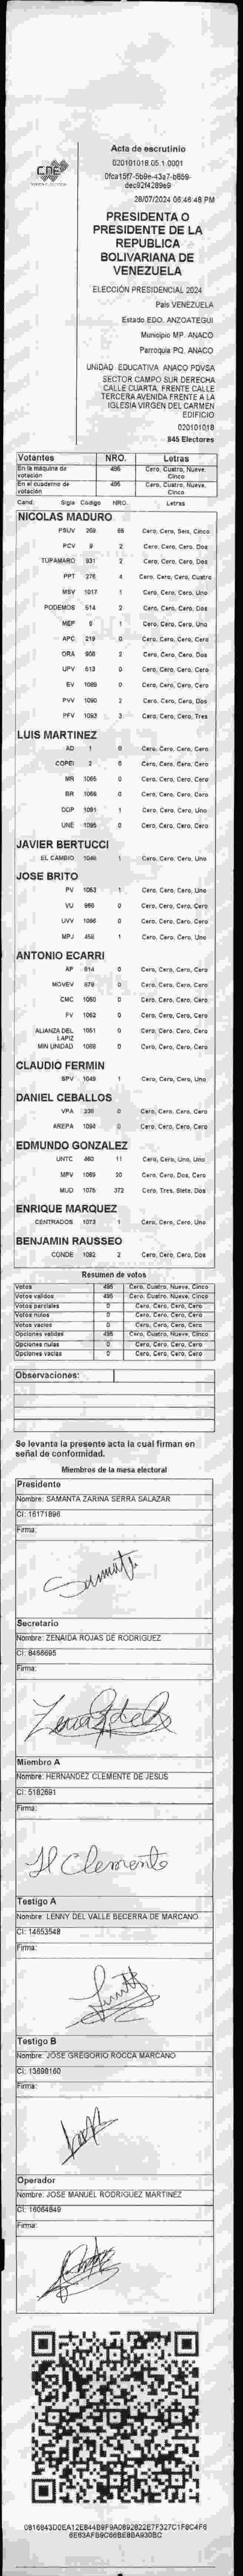 CNE
Acta de escrutinio
020101018.05.1.0001
0fca15f7-5b9e-43a7-b859-
dec92f4289e9
28/07/2024 06:46:48 PM
PRESIDENTA O
PRESIDENTE DE LA
REPUBLICA
BOLIVARIANA DE
VENEZUELA
ELECCIÓN PRESIDENCIAL 2024
País VENEZUELA
Estado EDO. ANZOATEGUI
Municipio MP. ANACO
Parroquia PQ. ANACO
UNIDAD EDUCATIVA ANACO PDVSA
SECTOR CAMPO SUR DERECHA
CALLE CUARTA. FRENTE CALLE
TERCERA AVENIDA FRENTE A LA
IGLESIA VIRGEN DEL CARMEN
EDIFICIO
020101018
845 Electores
Votantes NRO. Letras
En la máquina de votación 495 Cero, Cuatro, Nueve, Cinco
En el cuaderno de votación 495 Cero, Cuatro, Nueve, Cinco
Cand. Sigla Código NRO. Letras
NICOLAS MADURO
PSUV 269 66 Cero, Cero, Seis, Cinco
PCV 9 2 Cero, Cero, Cero, Dos
TUPAMARO 931 2 Cero, Cero, Cero, Dos
PPT 276 4 Cero, Cero, Cero, Cuatro
MSV 1017 1 Cero, Cero, Cero, Uno
PODEMOS 514 2 Cero, Cero, Cero, Dos
MEP 6 1 Cero, Cero, Cero, Uno
APC 219 0 Cero, Cero, Cero, Cero
ORA 908 2 Cero, Cero, Cero, Dos
UPV 613 0 Cero, Cero, Cero, Cero
EV 1089 0 Cero, Cero, Cero, Cero
PVV 1090 2 Cero, Cero, Cero, Dos
PFV 1093 3 Cero, Cero, Cero, Tres
LUIS MARTINEZ
AD 1 0 Cero, Cero, Cero, Cero
COPEI 2 0 Cero, Cero, Cero, Cero
MR 1065 0 Cero, Cero, Cero, Cero
BR 1066 0 Cero, Cero, Cero, Cero
DDP 1091 1 Cero, Cero, Cero, Uno
UNE 1095 0 Cero, Cero, Cero, Cero
JAVIER BERTUCCI
EL CAMBIO 1046 1 Cero, Cero, Cero, Uno
JOSE BRITO
PV 1053 1 Cero, Cero, Cero, Uno
VU 966 0 Cero, Cero, Cero, Cero
UVV 1096 0 Cero, Cero, Cero, Cero
MPJ 458 1 Cero, Cero, Cero, Uno
ANTONIO ECARRI
AP 814 0 Cero, Cero, Cero, Cero
MOVEV 879 0 Cero, Cero, Cero, Cero
CMC 1050 0 Cero, Cero, Cero, Cero
FV 1062 0 Cero, Cero, Cero, Cero
ALIANZA DEL LAPIZ 1051 0 Cero, Cero, Cero, Cero
MIN UNIDAD 1068 0 Cero, Cero, Cero, Cero
CLAUDIO FERMIN
SPV 1049 1 Cero, Cero, Cero, Uno
DANIEL CEBALLOS
VPA 236 0 Cero, Cero, Cero, Cero
AREPA 1094 0 Cero, Cero, Cero, Cero
EDMUNDO GONZALEZ
UNTC 460 11 Cero, Cero, Uno, Uno
MPV 1069 20 Cero, Cero, Dos, Cero
MUD 1075 372 Cero, Tres, Siete, Dos
ENRIQUE MARQUEZ
CENTRADOS 1073 1 Cero, Cero, Cero, Uno
BENJAMIN RAUSSEO
CONDE 1082 2 Cero, Cero, Cero, Dos
Resumen de votos
Votos 495 Cero, Cuatro, Nueve, Cinco
Votos validos 495 Cero, Cuatro, Nueve, Cinco
Votos parciales 0 Cero, Cero, Cero, Cero
Votos nulos 0 Cero, Cero, Cero, Cero
Votos vacios 0 Cero, Cero, Cero, Cero
Opciones validas 495 Cero, Cuatro, Nueve, Cinco
Opciones nulas 0 Cero, Cero, Cero, Cero
Opciones vacias 0 Cero, Cero, Cero, Cero
Observaciones:
Se levanta la presente acta la cual firman en
señal de conformidad.
Miembros de la mesa electoral
Presidente
Nombre: SAMANTA ZARINA SERRA SALAZAR
CI: 16171896
Firma:
Samanta
Secretario
Nombre: ZENAIDA ROJAS DE RODRIGUEZ
CI: 8466695
Firma:
Miembro A
Nombre: HERNANDEZ CLEMENTE DE JESUS
CI: 5182691
Firma:
H Clemente
Testigo A
Nombre: LENNY DEL VALLE BECERRA DE MARCANO
CI: 14653548
Firma:
Testigo B
Nombre: JOSE GREGORIO ROCCA MARCANO
CI: 13698160
Firma:
Operador
Nombre: JOSE MANUEL RODRIGUEZ MARTINEZ
CI: 16064849
Firma: